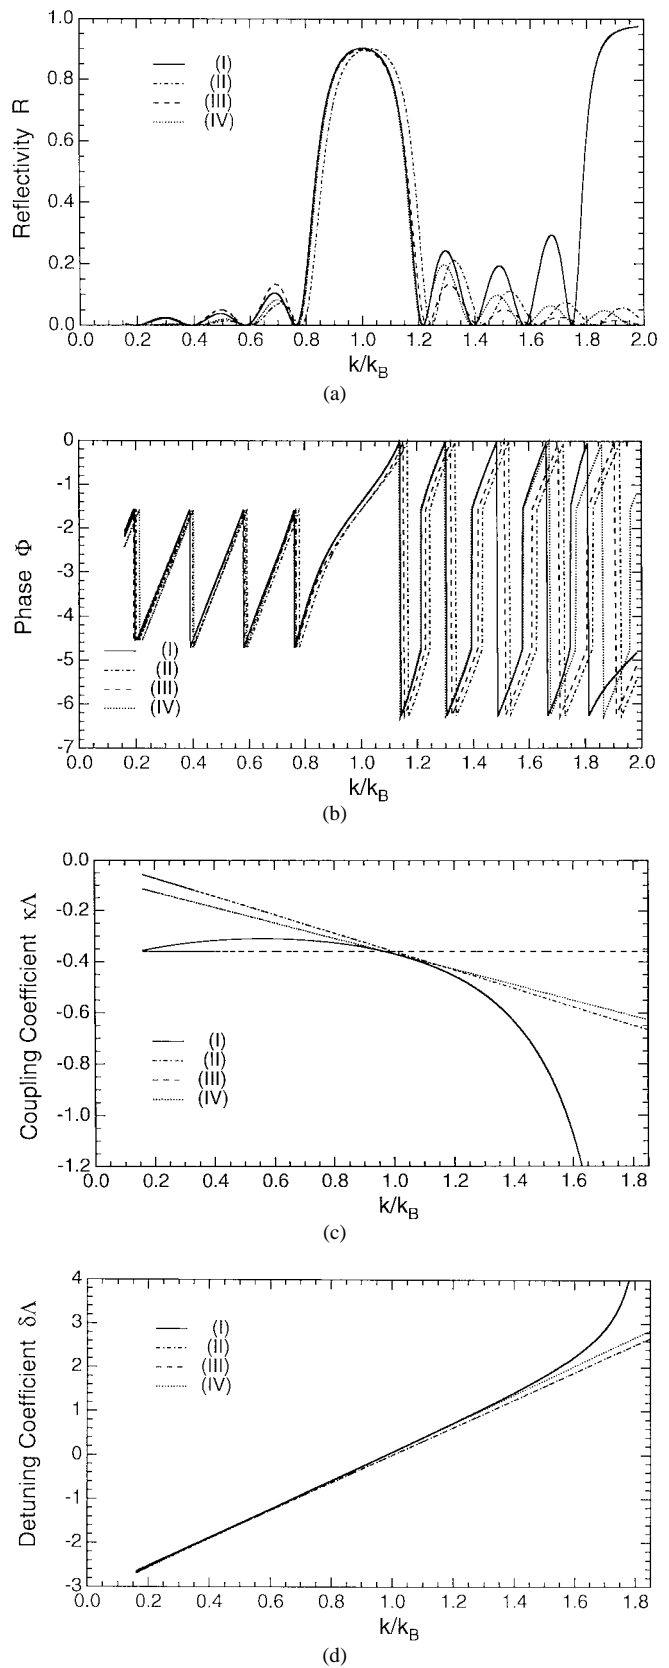 1.0
0.8
0.6
0.4
0.2
0.0
Reflectivity R
(I)
(II)
(III)
(IV)
0.0 0.2 0.4 0.6 0.8 1.0 1.2 1.4 1.6 1.8 2.0
k/kB
(a)
0
-1
-2
-3
-4
-5
-6
-7
Phase Φ
(I)
(II)
(III)
(IV)
0.0 0.2 0.4 0.6 0.8 1.0 1.2 1.4 1.6 1.8 2.0
k/kB
(b)
0.0
-0.2
-0.4
-0.6
-0.8
-1.0
-1.2
Coupling Coefficient κΛ
(I)
(II)
(III)
(IV)
0.0 0.2 0.4 0.6 0.8 1.0 1.2 1.4 1.6 1.8
k/kB
(c)
4
3
2
1
0
-1
-2
-3
Detuning Coefficient δΛ
(I)
(II)
(III)
(IV)
0.0 0.2 0.4 0.6 0.8 1.0 1.2 1.4 1.6 1.8
k/kB
(d)